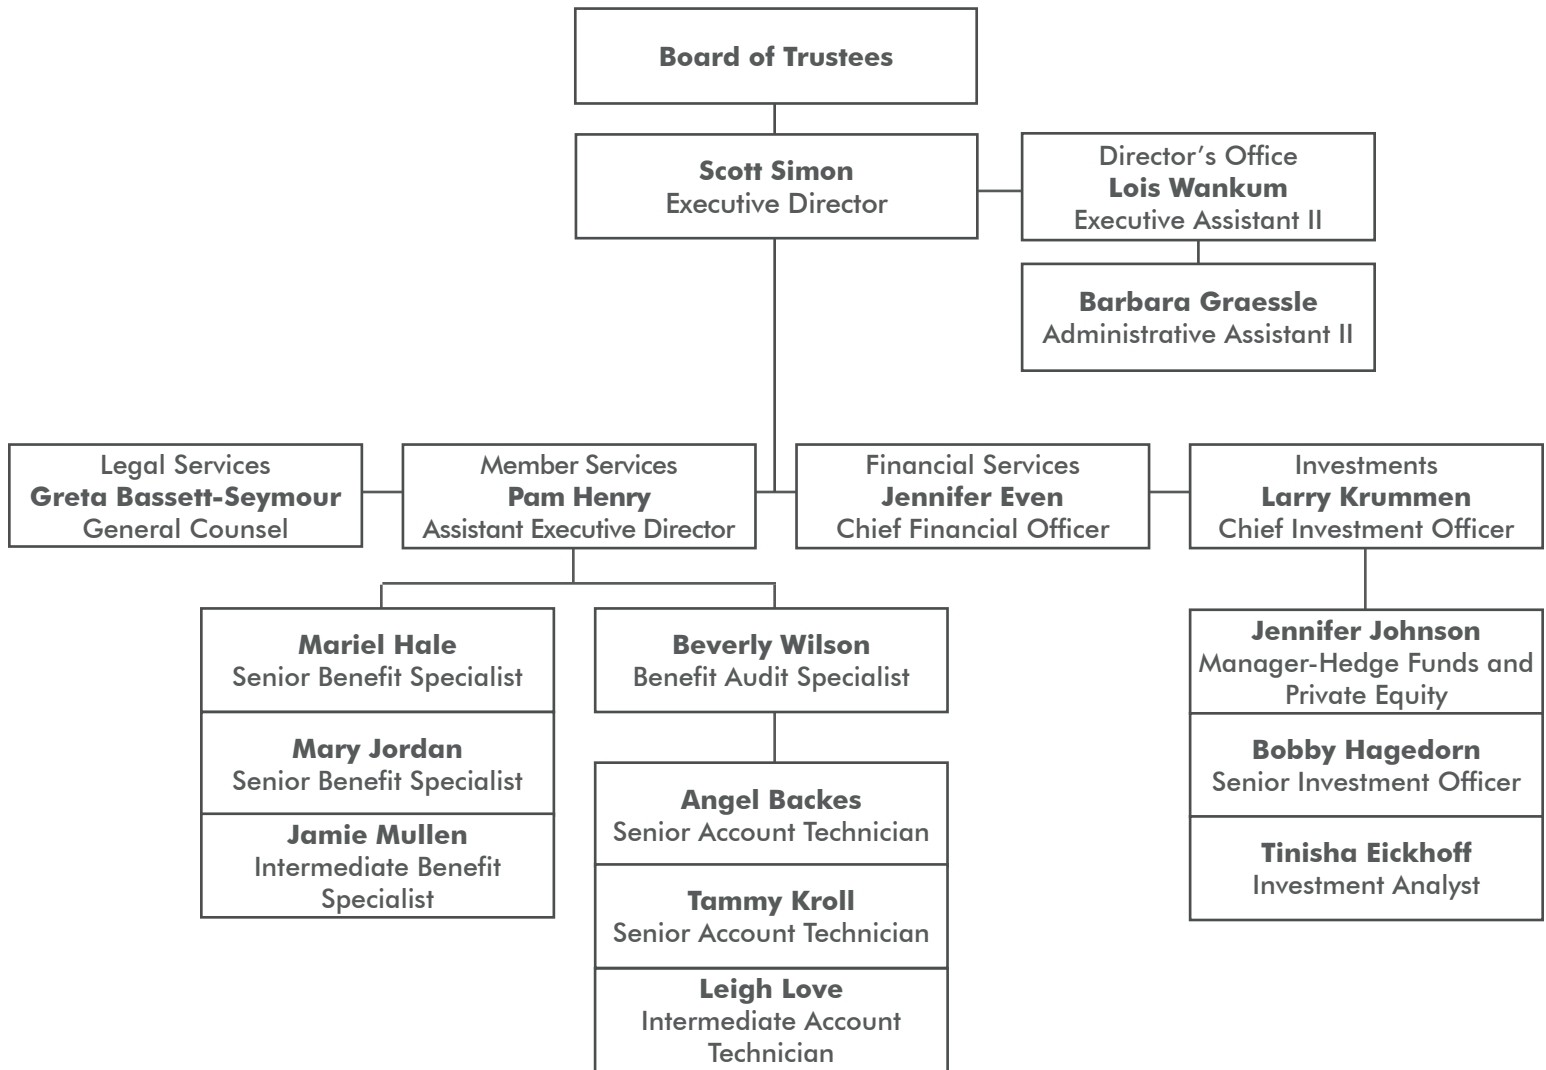 Board of Trustees
Scott Simon
Executive Director
Director’s Office
Lois Wankum
Executive Assistant II
Barbara Graessle
Administrative Assistant II
Legal Services
Greta Bassett-Seymour
General Counsel
Member Services
Pam Henry
Assistant Executive Director
Financial Services
Jennifer Even
Chief Financial Officer
Investments
Larry Krummen
Chief Investment Officer
Mariel Hale
Senior Benefit Specialist
Mary Jordan
Senior Benefit Specialist
Jamie Mullen
Intermediate Benefit
Specialist
Beverly Wilson
Benefit Audit Specialist
Angel Backes
Senior Account Technician
Tammy Kroll
Senior Account Technician
Leigh Love
Intermediate Account
Technician
Jennifer Johnson
Manager-Hedge Funds and
Private Equity
Bobby Hagedorn
Senior Investment Officer
Tinisha Eickhoff
Investment Analyst